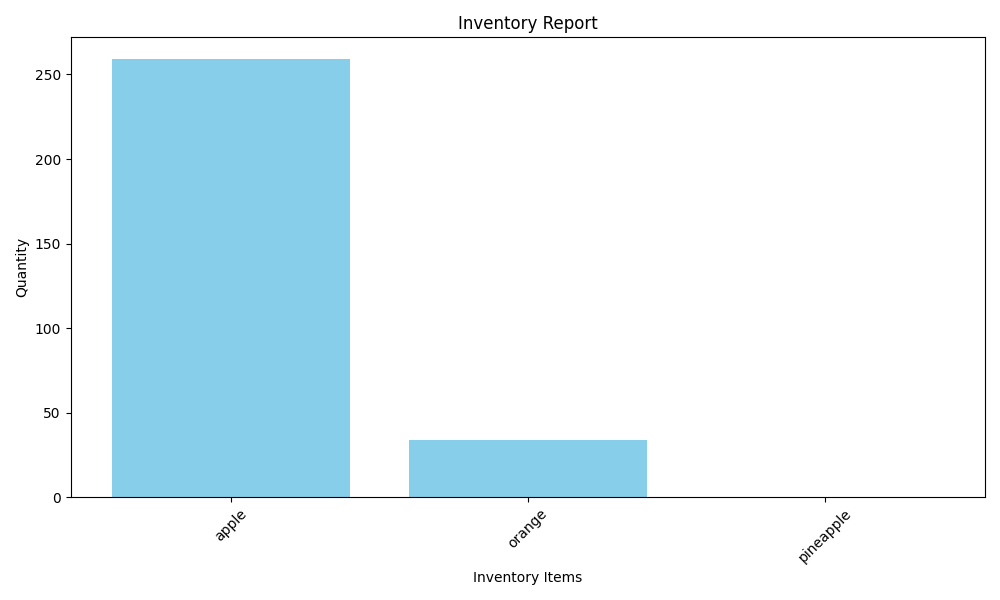 Inventory Report
Quantity
250
200
150
100
50
0
apple
orange
pineapple
Inventory Items